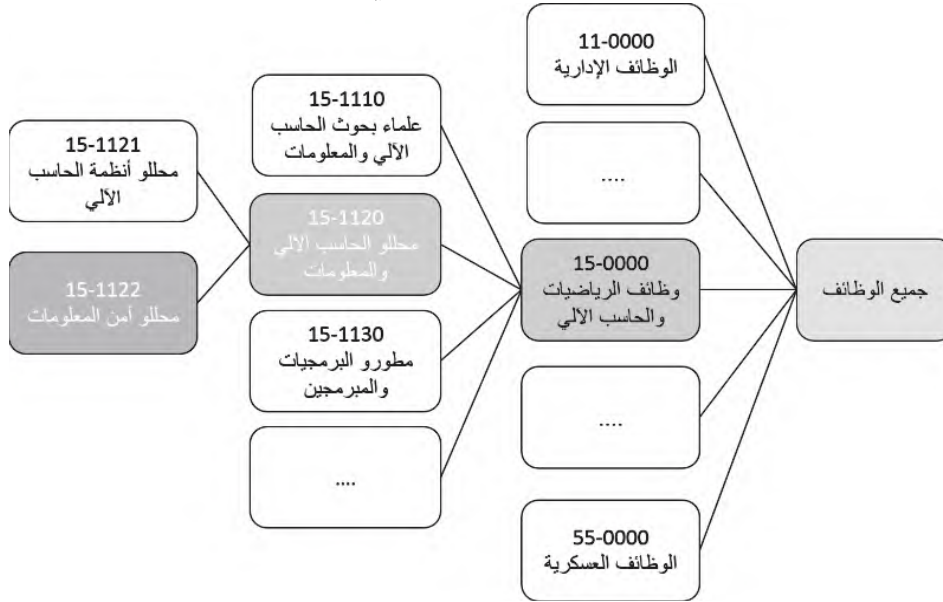 جميع الوظائف
11-0000
الوظائف الإدارية
....
15-0000
وظائف الرياضيات
والحاسب الآلي
....
55-0000
الوظائف العسكرية
15-1110
علماء بحوث الحاسب
الآلي والمعلومات
15-1120
محللو الحاسب الآلي
والمعلومات
15-1130
مطورو البرمجيات
والمبرمجين
....
15-1121
محللو أنظمة الحاسب
الآلي
15-1122
محللو أمن المعلومات